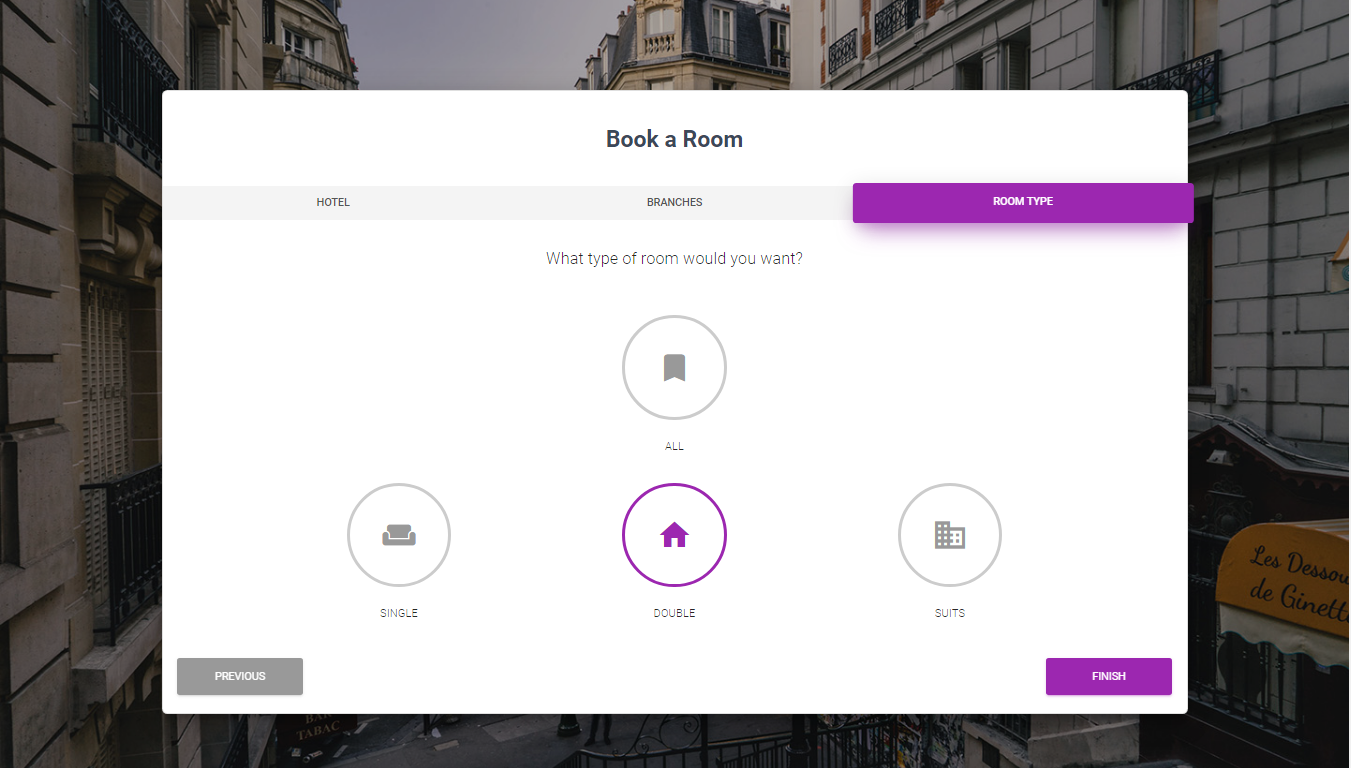 Book a Room
HOTEL
BRANCHES
ROOM TYPE
What type of room would you want?
ALL
SINGLE
DOUBLE
SUITS
PREVIOUS
FINISH
Les Dessou
de Ginett
BAR
TABAC